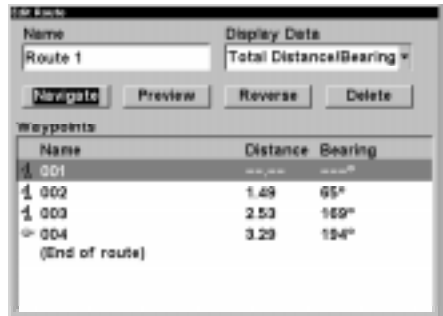 Edit Route
Name Display Data
Route 1 Total Distance/Bearing
Navigate Preview Reverse Delete
Waypoints
Name Distance Bearing
001 --.-- ---°
002 1.49 65°
003 2.53 169°
004 3.29 194°
(End of route)